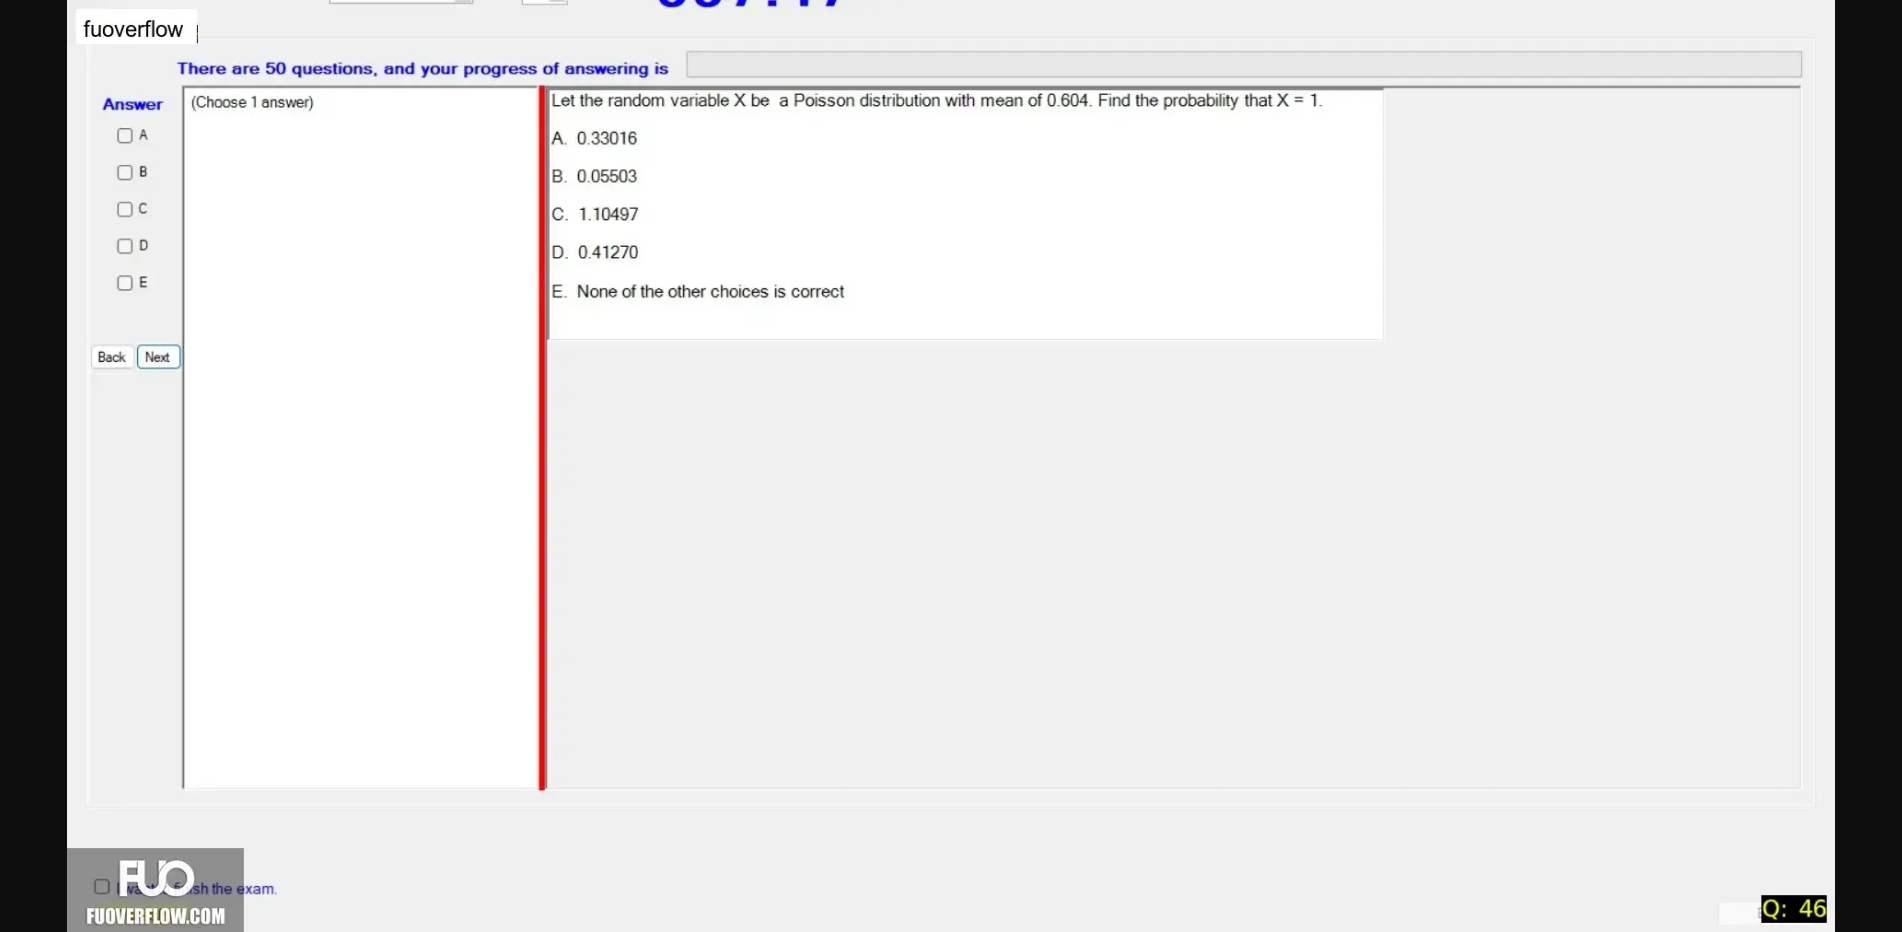 fuoverflow
There are 50 questions, and your progress of answering is
Answer
(Choose 1 answer)
A
B
C
D
E
Back Next
Let the random variable X be a Poisson distribution with mean of 0.604. Find the probability that X = 1.
A. 0.33016
B. 0.05503
C. 1.10497
D. 0.41270
E. None of the other choices is correct
FUO
the exam.
FUOVERFLOW.COM
Q: 46